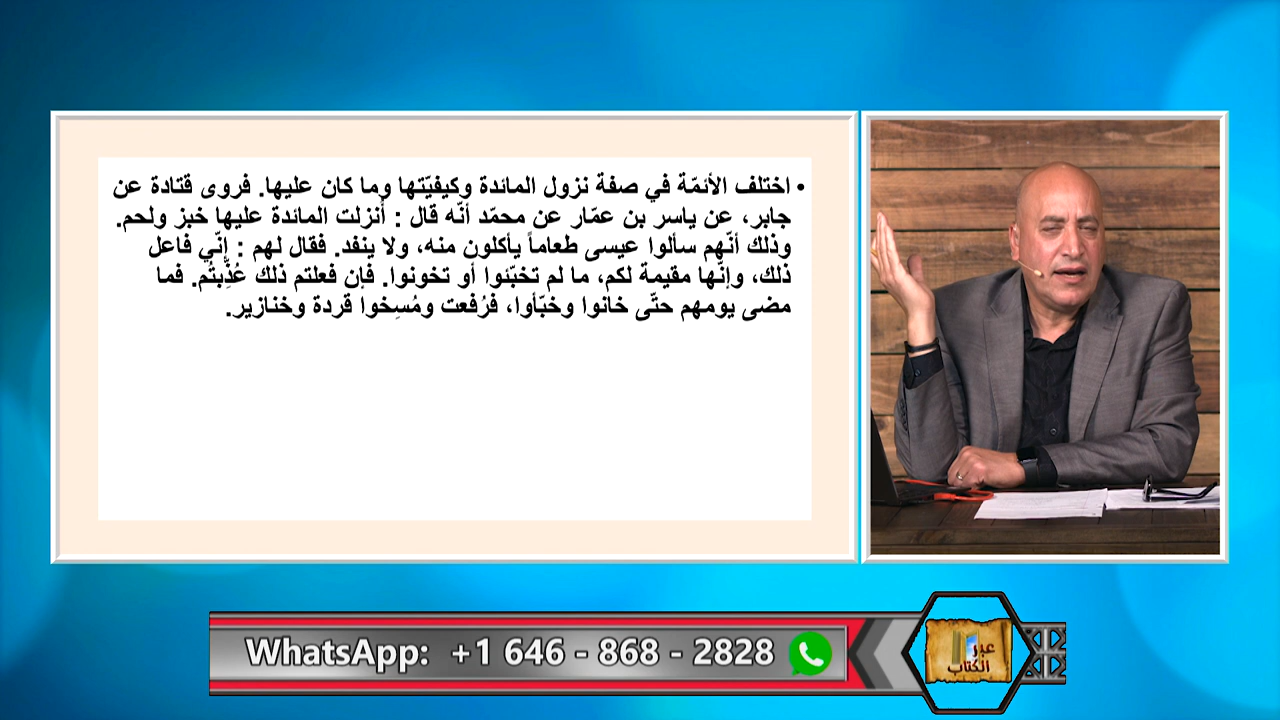 • اختلف الأئمّة في صفة نزول المائدة وكيفيّتها وما كان عليها. فروى قتادة عن
جابر، عن ياسر بن عمّار عن محمّد أنّه قال : أُنزلت المائدة عليها خبز ولحم.
وذلك أنّهم سألوا عيسى طعاماً يأكلون منه، ولا ينفد. فقال لهم : إنّي فاعل
ذلك، وإنّها مقيمة لكم، ما لم تخبّئوا أو تخونوا. فإن فعلتم ذلك عُذِّبتُم. فما
مضى يومهم حتّى خانوا وخبّأوا، فرُفعت ومُسِخوا قردة وخنازير.
WhatsApp: +1 646 - 868 - 2828
عبر
الكتاب